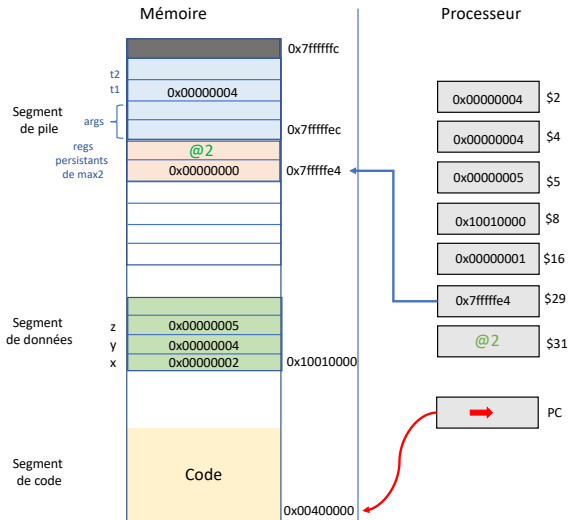 Mémoire
Processeur
0x7ffffffc
t2
t1
0x00000004
Segment
de pile
args
0x7fffffec
regs
persistants
de max2
@2
0x00000000
0x7fffffe4
0x00000004
$2
0x00000004
$4
0x00000005
$5
0x10010000
$8
0x00000001
$16
0x7fffffe4
$29
@2
$31
Segment
de données
z
0x00000005
y
0x00000004
x
0x00000002
0x10010000
PC
Segment
de code
Code
0x00400000